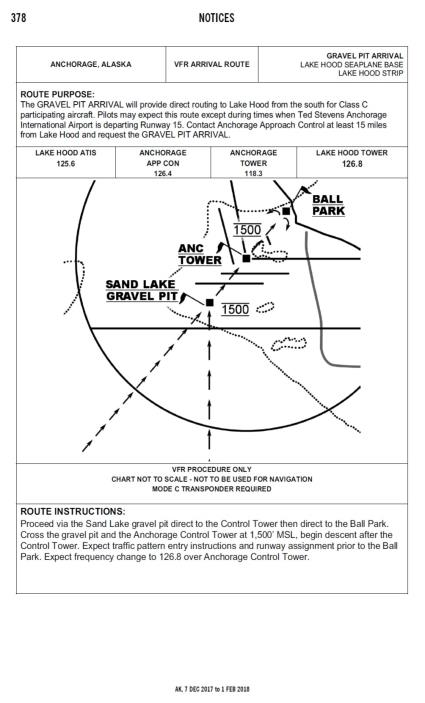 378
NOTICES
ANCHORAGE, ALASKA
VFR ARRIVAL ROUTE
GRAVEL PIT ARRIVAL
LAKE HOOD SEAPLANE BASE
LAKE HOOD STRIP
ROUTE PURPOSE:
The GRAVEL PIT ARRIVAL will provide direct routing to Lake Hood from the south for Class C
participating aircraft. Pilots may expect this route except during times when Ted Stevens Anchorage
International Airport is departing Runway 15. Contact Anchorage Approach Control at least 15 miles
from Lake Hood and request the GRAVEL PIT ARRIVAL.
LAKE HOOD ATIS
125.6
ANCHORAGE
APP CON
126.4
ANCHORAGE
TOWER
118.3
LAKE HOOD TOWER
126.8
BALL
PARK
1500
ANC
TOWER
SAND LAKE
GRAVEL PIT
1500
VFR PROCEDURE ONLY
CHART NOT TO SCALE - NOT TO BE USED FOR NAVIGATION
MODE C TRANSPONDER REQUIRED
ROUTE INSTRUCTIONS:
Proceed via the Sand Lake gravel pit direct to the Control Tower then direct to the Ball Park.
Cross the gravel pit and the Anchorage Control Tower at 1,500' MSL, begin descent after the
Control Tower. Expect traffic pattern entry instructions and runway assignment prior to the Ball
Park. Expect frequency change to 126.8 over Anchorage Control Tower.
AK, 7 DEC 2017 to 1 FEB 2018